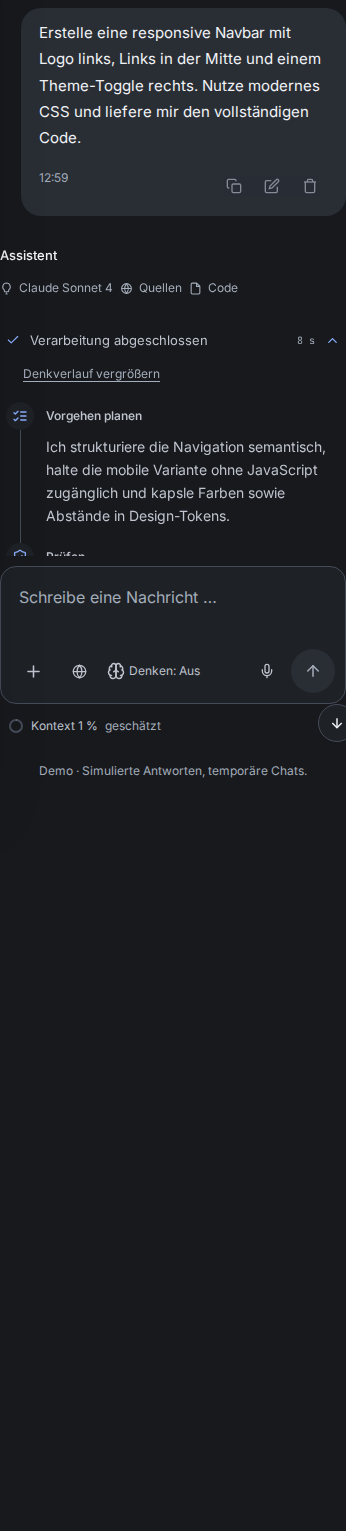 Erstelle eine responsive Navbar mit
Logo links, Links in der Mitte und einem
Theme-Toggle rechts. Nutze modernes
CSS und liefere mir den vollständigen
Code.
12:59
Assistent
Claude Sonnet 4 Quellen Code
Verarbeitung abgeschlossen 8 s
Denkverlauf vergrößern
Vorgehen planen
Ich strukturiere die Navigation semantisch,
halte die mobile Variante ohne JavaScript
zugänglich und kapsle Farben sowie
Abstände in Design-Tokens.
Prüfen
Schreibe eine Nachricht ...
Denken: Aus
Kontext 1 % geschätzt
Demo · Simulierte Antworten, temporäre Chats.